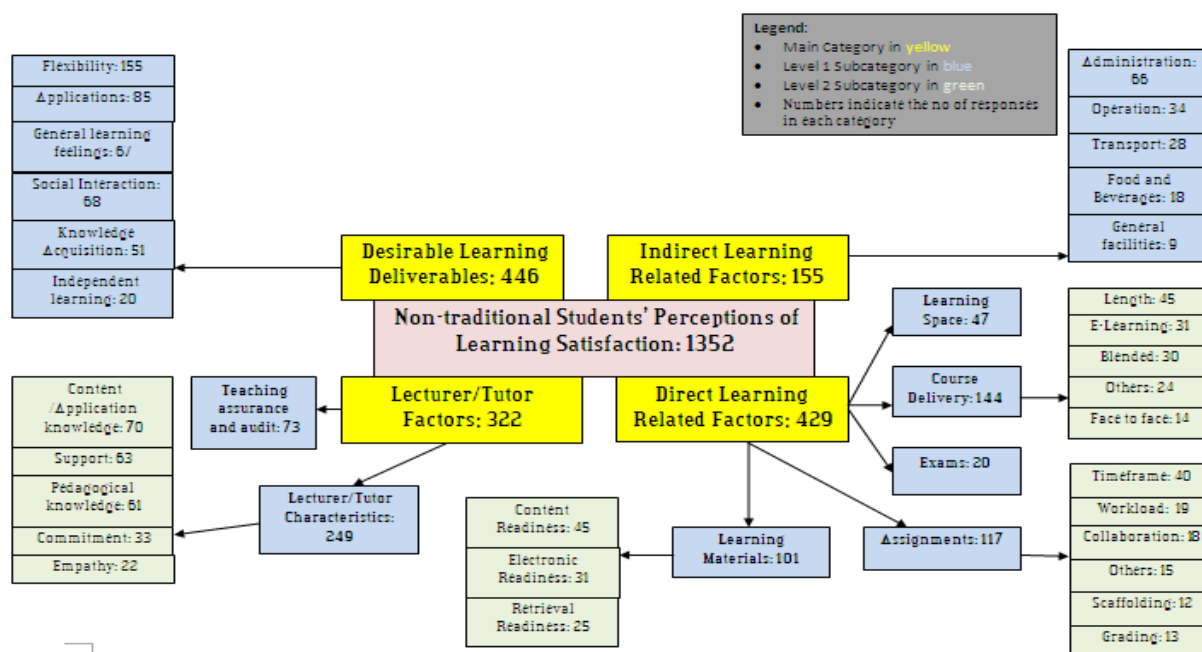 Legend:
• Main Category in yellow
• Level 1 Subcategory in blue
• Level 2 Subcategory in green
• Numbers indicate the no of responses
in each category
Flexibility: 155
Applications: 85
General learning
feelings: 67
Social Interaction:
68
Knowledge
Acquisition: 51
Independent
learning: 20
Desirable Learning
Deliverables: 446
Indirect Learning
Related Factors: 155
Administration:
66
Operation: 34
Transport: 28
Food and
Beverages: 18
General
facilities: 9
Non-traditional Students' Perceptions of
Learning Satisfaction: 1352
Lecturer/Tutor
Factors: 322
Direct Learning
Related Factors: 429
Teaching
assurance
and audit: 73
Lecturer/Tutor
Characteristics:
249
Content
/Application
knowledge: 70
Support: 63
Pedagogical
knowledge: 61
Commitment: 33
Empathy: 22
Learning
Space: 47
Course
Delivery: 144
Exams: 20
Length: 45
E-Learning: 31
Blended: 30
Others: 24
Face to face: 14
Content
Readiness: 45
Electronic
Readiness: 31
Retrieval
Readiness: 25
Learning
Materials: 101
Assignments: 117
Timeframe: 40
Workload: 19
Collaboration: 18
Others: 15
Scaffolding: 12
Grading: 13